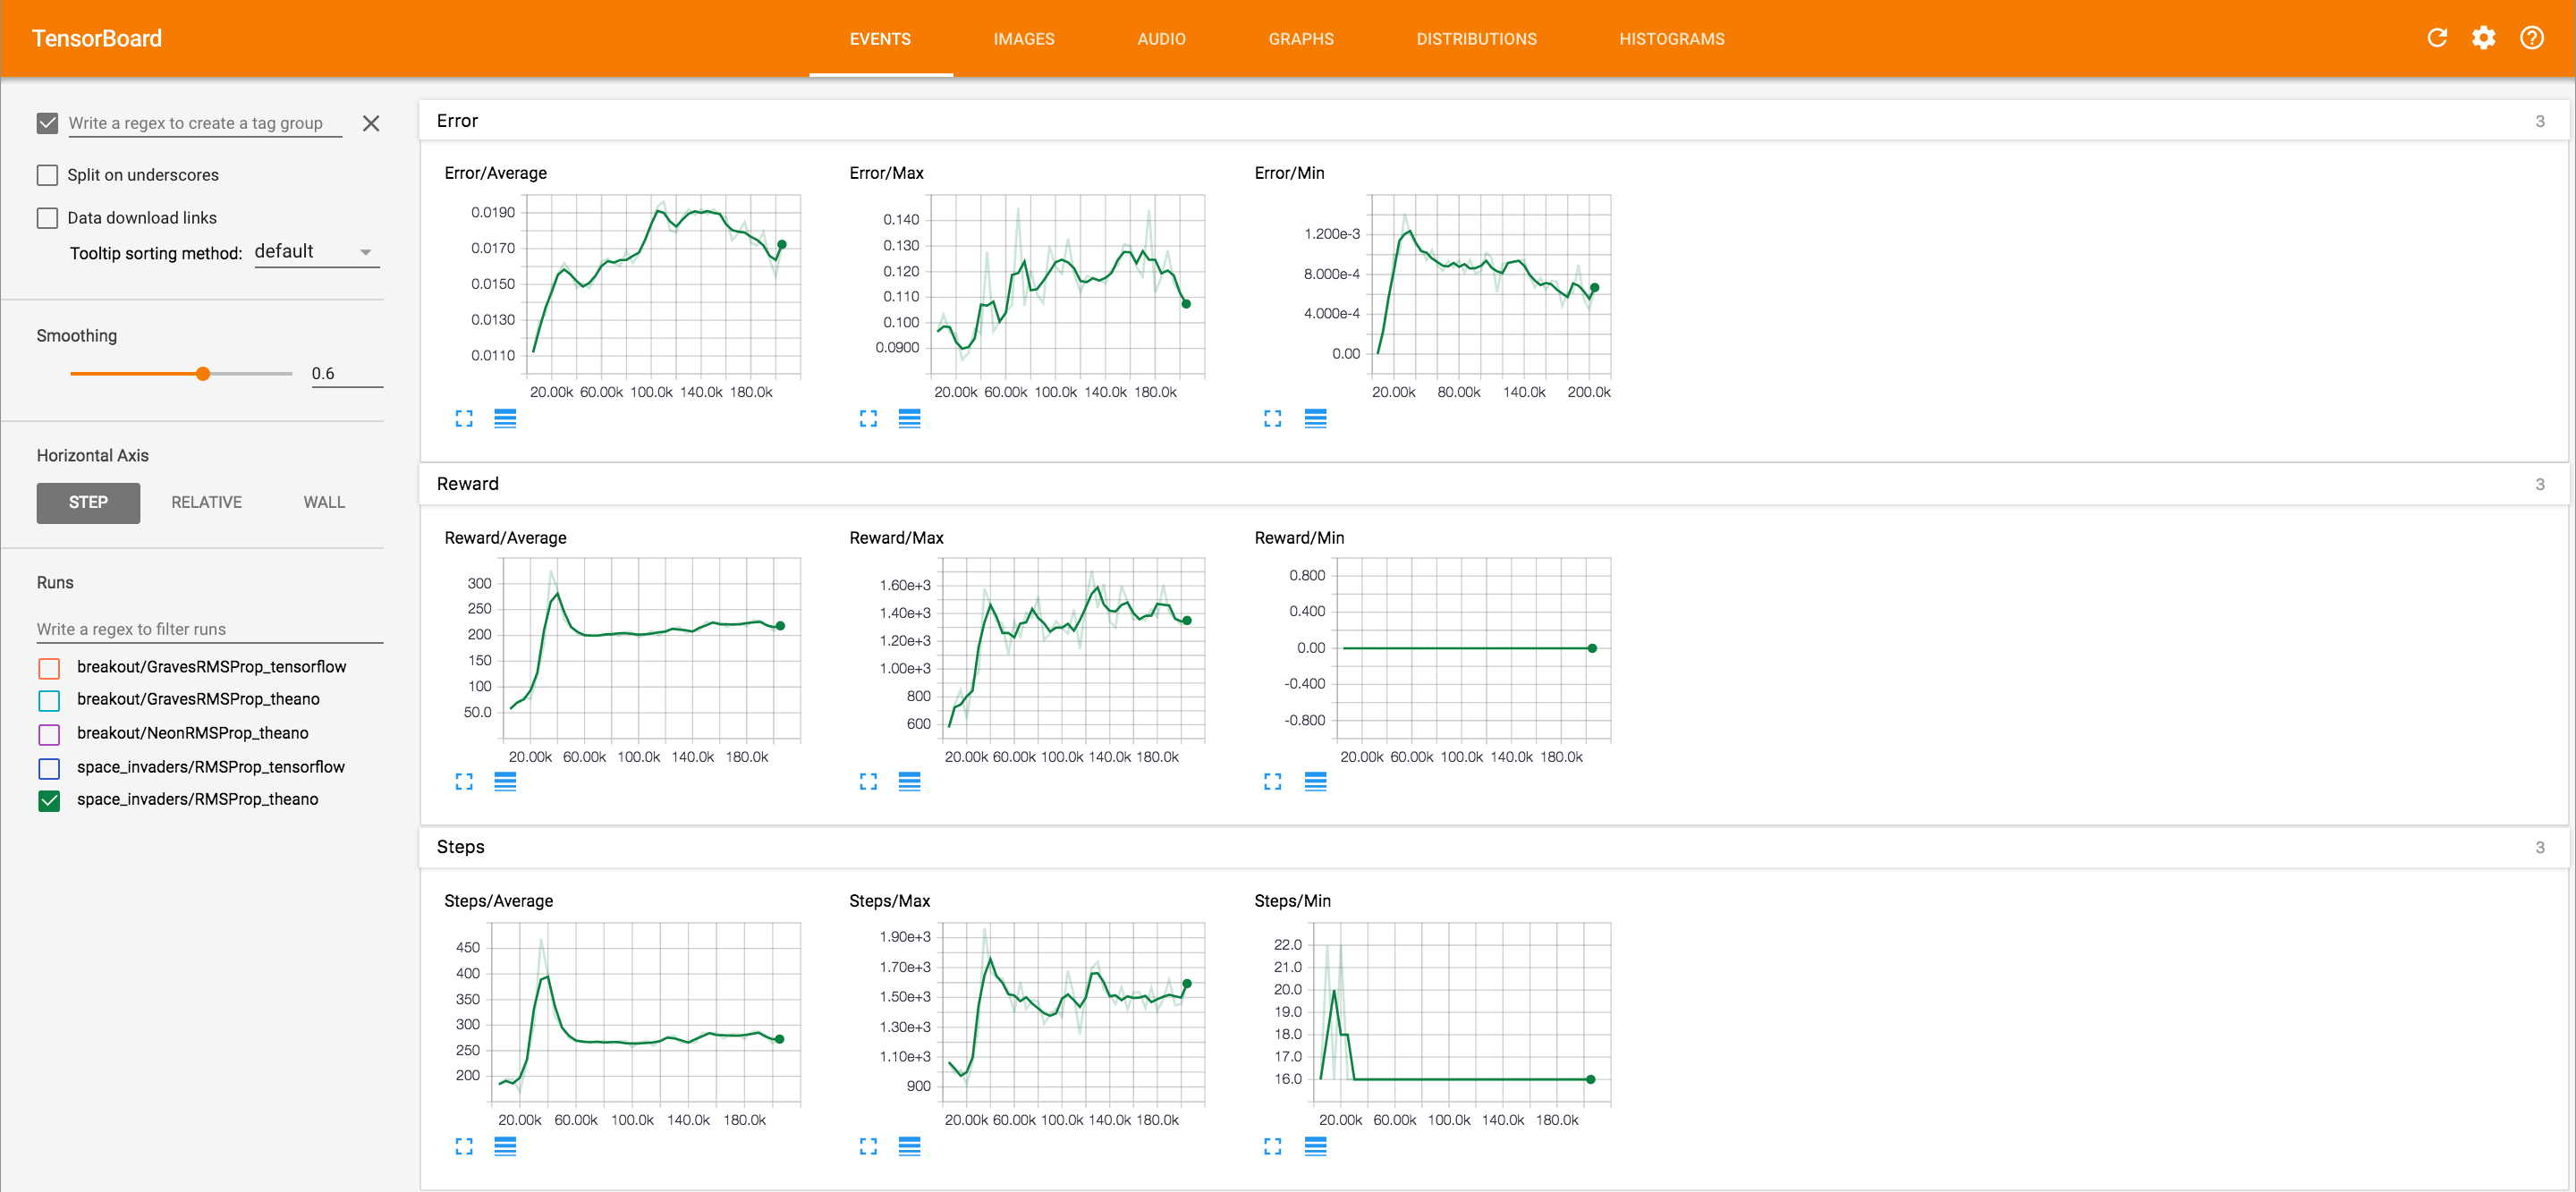 TensorBoard
EVENTS IMAGES AUDIO GRAPHS DISTRIBUTIONS HISTOGRAMS
Write a regex to create a tag group
Split on underscores
Data download links
Tooltip sorting method: default
Smoothing
0.6
Horizontal Axis
STEP RELATIVE WALL
Runs
Write a regex to filter runs
breakout/GravesRMSProp_tensorflow
breakout/GravesRMSProp_theano
breakout/NeonRMSProp_theano
space_invaders/RMSProp_tensorflow
space_invaders/RMSProp_theano
Error 3
Error/Average
0.0190
0.0170
0.0150
0.0130
0.0110
20.00k 60.00k 100.0k 140.0k 180.0k
Error/Max
0.140
0.130
0.120
0.110
0.100
0.0900
20.00k 60.00k 100.0k 140.0k 180.0k
Error/Min
1.200e-3
8.000e-4
4.000e-4
0.00
20.00k 80.00k 140.0k 200.0k
Reward 3
Reward/Average
300
250
200
150
100
50.0
20.00k 60.00k 100.0k 140.0k 180.0k
Reward/Max
1.60e+3
1.40e+3
1.20e+3
1.00e+3
800
600
20.00k 60.00k 100.0k 140.0k 180.0k
Reward/Min
0.800
0.400
0.00
-0.400
-0.800
20.00k 60.00k 100.0k 140.0k 180.0k
Steps 3
Steps/Average
450
400
350
300
250
200
20.00k 60.00k 100.0k 140.0k 180.0k
Steps/Max
1.90e+3
1.70e+3
1.50e+3
1.30e+3
1.10e+3
900
20.00k 60.00k 100.0k 140.0k 180.0k
Steps/Min
22.0
21.0
20.0
19.0
18.0
17.0
16.0
20.00k 60.00k 100.0k 140.0k 180.0k